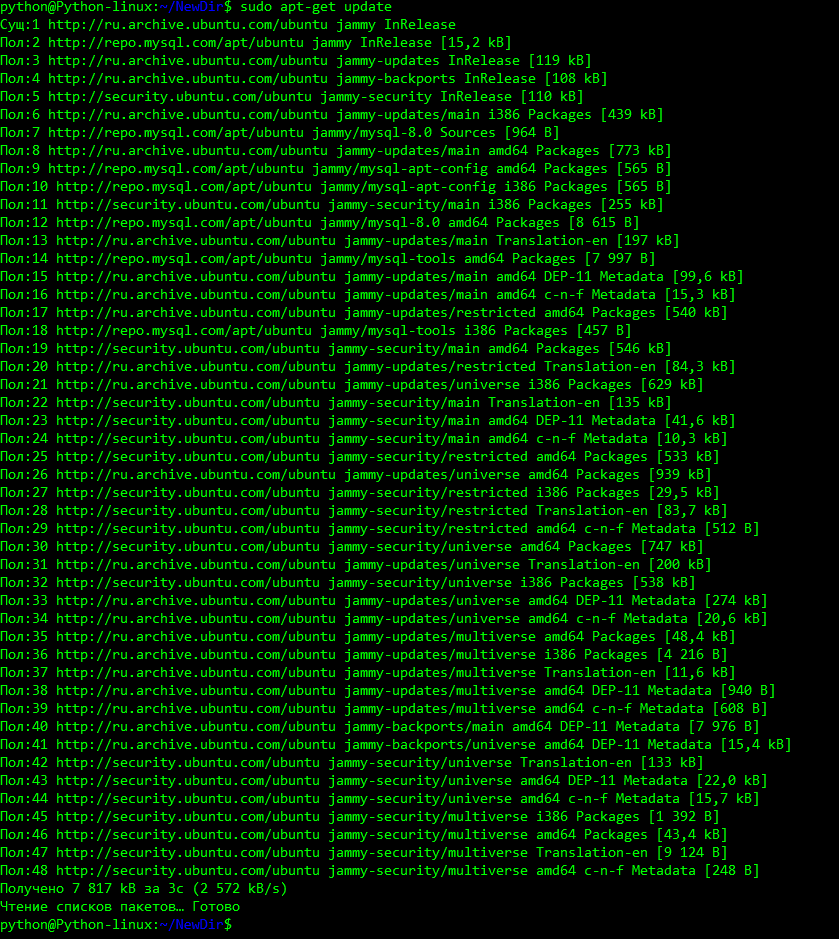 python@Python-linux:~/NewDir$ sudo apt-get update
Сущ:1 http://ru.archive.ubuntu.com/ubuntu jammy InRelease
Пол:2 http://repo.mysql.com/apt/ubuntu jammy InRelease [15,2 kB]
Пол:3 http://ru.archive.ubuntu.com/ubuntu jammy-updates InRelease [119 kB]
Пол:4 http://ru.archive.ubuntu.com/ubuntu jammy-backports InRelease [108 kB]
Пол:5 http://security.ubuntu.com/ubuntu jammy-security InRelease [110 kB]
Пол:6 http://ru.archive.ubuntu.com/ubuntu jammy-updates/main i386 Packages [439 kB]
Пол:7 http://repo.mysql.com/apt/ubuntu jammy/mysql-8.0 Sources [964 B]
Пол:8 http://ru.archive.ubuntu.com/ubuntu jammy-updates/main amd64 Packages [773 kB]
Пол:9 http://repo.mysql.com/apt/ubuntu jammy/mysql-apt-config amd64 Packages [565 B]
Пол:10 http://repo.mysql.com/apt/ubuntu jammy/mysql-apt-config i386 Packages [565 B]
Пол:11 http://security.ubuntu.com/ubuntu jammy-security/main i386 Packages [255 kB]
Пол:12 http://repo.mysql.com/apt/ubuntu jammy/mysql-8.0 amd64 Packages [8 615 B]
Пол:13 http://ru.archive.ubuntu.com/ubuntu jammy-updates/main Translation-en [197 kB]
Пол:14 http://repo.mysql.com/apt/ubuntu jammy/mysql-tools amd64 Packages [7 997 B]
Пол:15 http://ru.archive.ubuntu.com/ubuntu jammy-updates/main amd64 DEP-11 Metadata [99,6 kB]
Пол:16 http://ru.archive.ubuntu.com/ubuntu jammy-updates/main amd64 c-n-f Metadata [15,3 kB]
Пол:17 http://ru.archive.ubuntu.com/ubuntu jammy-updates/restricted amd64 Packages [540 kB]
Пол:18 http://repo.mysql.com/apt/ubuntu jammy/mysql-tools i386 Packages [457 B]
Пол:19 http://security.ubuntu.com/ubuntu jammy-security/main amd64 Packages [546 kB]
Пол:20 http://ru.archive.ubuntu.com/ubuntu jammy-updates/restricted Translation-en [84,3 kB]
Пол:21 http://ru.archive.ubuntu.com/ubuntu jammy-updates/universe i386 Packages [629 kB]
Пол:22 http://security.ubuntu.com/ubuntu jammy-security/main Translation-en [135 kB]
Пол:23 http://security.ubuntu.com/ubuntu jammy-security/main amd64 DEP-11 Metadata [41,6 kB]
Пол:24 http://security.ubuntu.com/ubuntu jammy-security/main amd64 c-n-f Metadata [10,3 kB]
Пол:25 http://security.ubuntu.com/ubuntu jammy-security/restricted amd64 Packages [533 kB]
Пол:26 http://ru.archive.ubuntu.com/ubuntu jammy-updates/universe amd64 Packages [939 kB]
Пол:27 http://security.ubuntu.com/ubuntu jammy-security/restricted i386 Packages [29,5 kB]
Пол:28 http://security.ubuntu.com/ubuntu jammy-security/restricted Translation-en [83,7 kB]
Пол:29 http://security.ubuntu.com/ubuntu jammy-security/restricted amd64 c-n-f Metadata [512 B]
Пол:30 http://security.ubuntu.com/ubuntu jammy-security/universe amd64 Packages [747 kB]
Пол:31 http://ru.archive.ubuntu.com/ubuntu jammy-updates/universe Translation-en [200 kB]
Пол:32 http://security.ubuntu.com/ubuntu jammy-security/universe i386 Packages [538 kB]
Пол:33 http://ru.archive.ubuntu.com/ubuntu jammy-updates/universe amd64 DEP-11 Metadata [274 kB]
Пол:34 http://ru.archive.ubuntu.com/ubuntu jammy-updates/universe amd64 c-n-f Metadata [20,6 kB]
Пол:35 http://ru.archive.ubuntu.com/ubuntu jammy-updates/multiverse amd64 Packages [48,4 kB]
Пол:36 http://ru.archive.ubuntu.com/ubuntu jammy-updates/multiverse i386 Packages [4 216 B]
Пол:37 http://ru.archive.ubuntu.com/ubuntu jammy-updates/multiverse Translation-en [11,6 kB]
Пол:38 http://ru.archive.ubuntu.com/ubuntu jammy-updates/multiverse amd64 DEP-11 Metadata [940 B]
Пол:39 http://ru.archive.ubuntu.com/ubuntu jammy-updates/multiverse amd64 c-n-f Metadata [608 B]
Пол:40 http://ru.archive.ubuntu.com/ubuntu jammy-backports/main amd64 DEP-11 Metadata [7 976 B]
Пол:41 http://ru.archive.ubuntu.com/ubuntu jammy-backports/universe amd64 DEP-11 Metadata [15,4 kB]
Пол:42 http://security.ubuntu.com/ubuntu jammy-security/universe Translation-en [133 kB]
Пол:43 http://security.ubuntu.com/ubuntu jammy-security/universe amd64 DEP-11 Metadata [22,0 kB]
Пол:44 http://security.ubuntu.com/ubuntu jammy-security/universe amd64 c-n-f Metadata [15,7 kB]
Пол:45 http://security.ubuntu.com/ubuntu jammy-security/multiverse i386 Packages [1 392 B]
Пол:46 http://security.ubuntu.com/ubuntu jammy-security/multiverse amd64 Packages [43,4 kB]
Пол:47 http://security.ubuntu.com/ubuntu jammy-security/multiverse Translation-en [9 124 B]
Пол:48 http://security.ubuntu.com/ubuntu jammy-security/multiverse amd64 c-n-f Metadata [248 B]
Получено 7 817 kB за 3с (2 572 kB/s)
Чтение списков пакетов… Готово
python@Python-linux:~/NewDir$